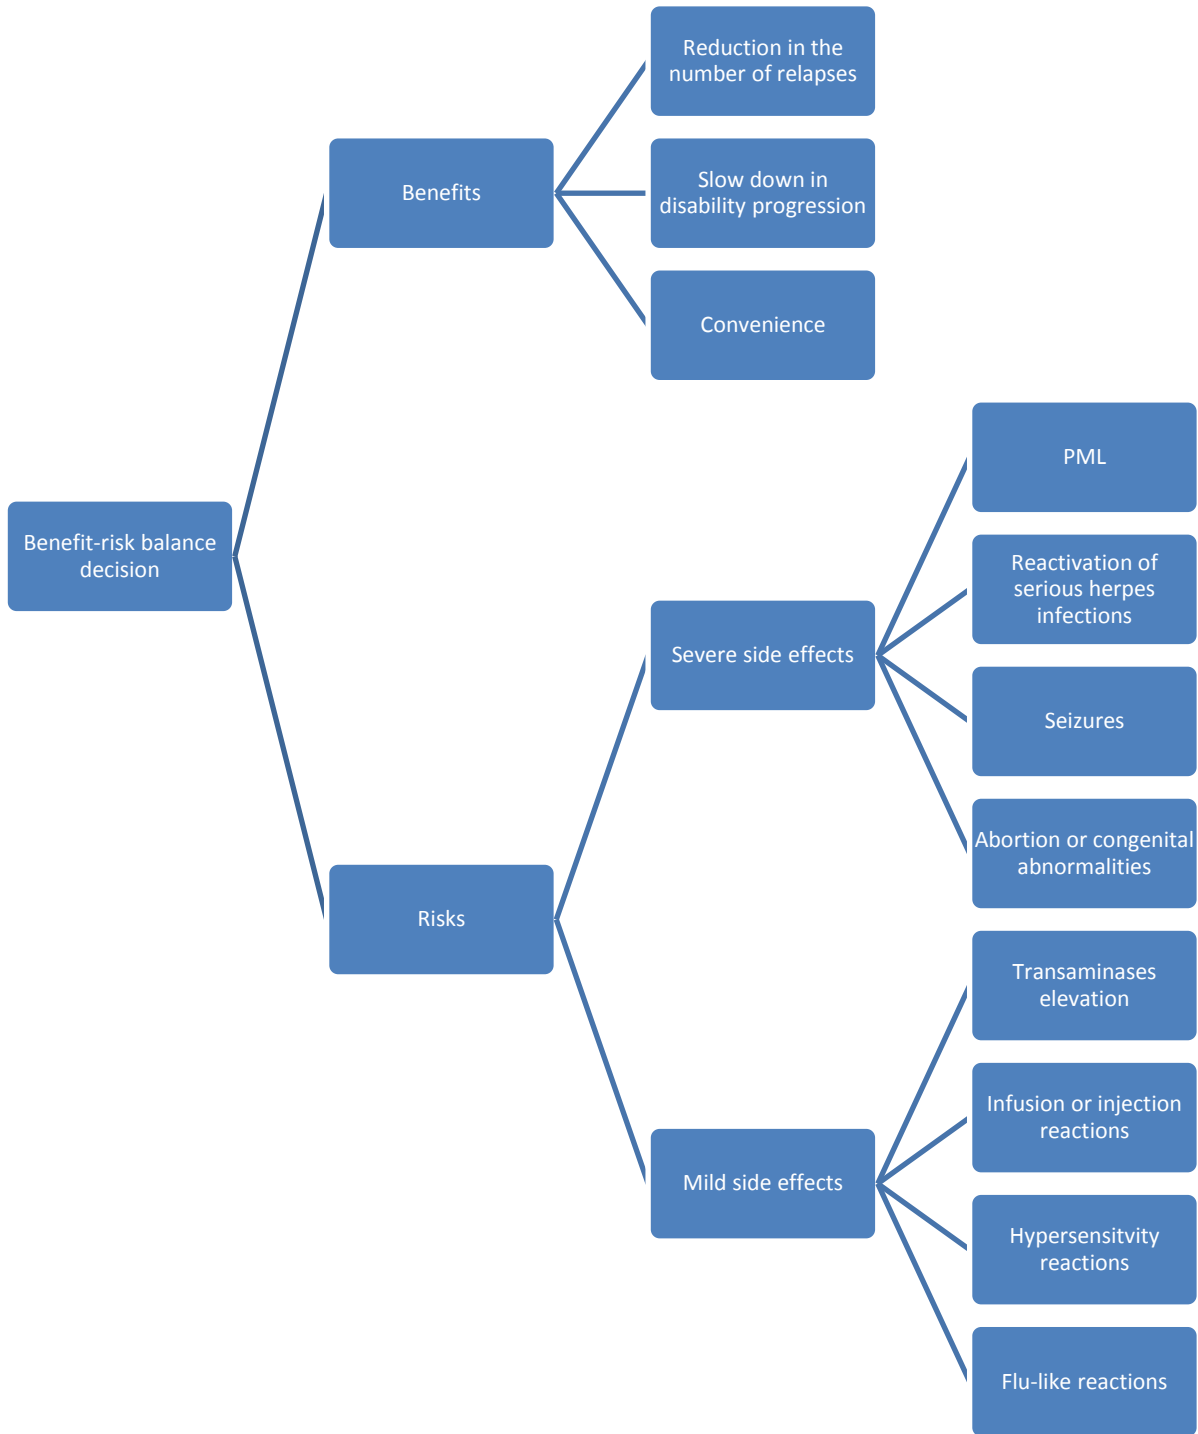 Reduction in the
number of relapses
Benefits
Slow down in
disability progression
Convenience
PML
Benefit-risk balance
decision
Reactivation of
serious herpes
infections
Severe side effects
Seizures
Abortion or congenital
abnormalities
Risks
Transaminases
elevation
Infusion or injection
reactions
Mild side effects
Hypersensitvity
reactions
Flu-like reactions